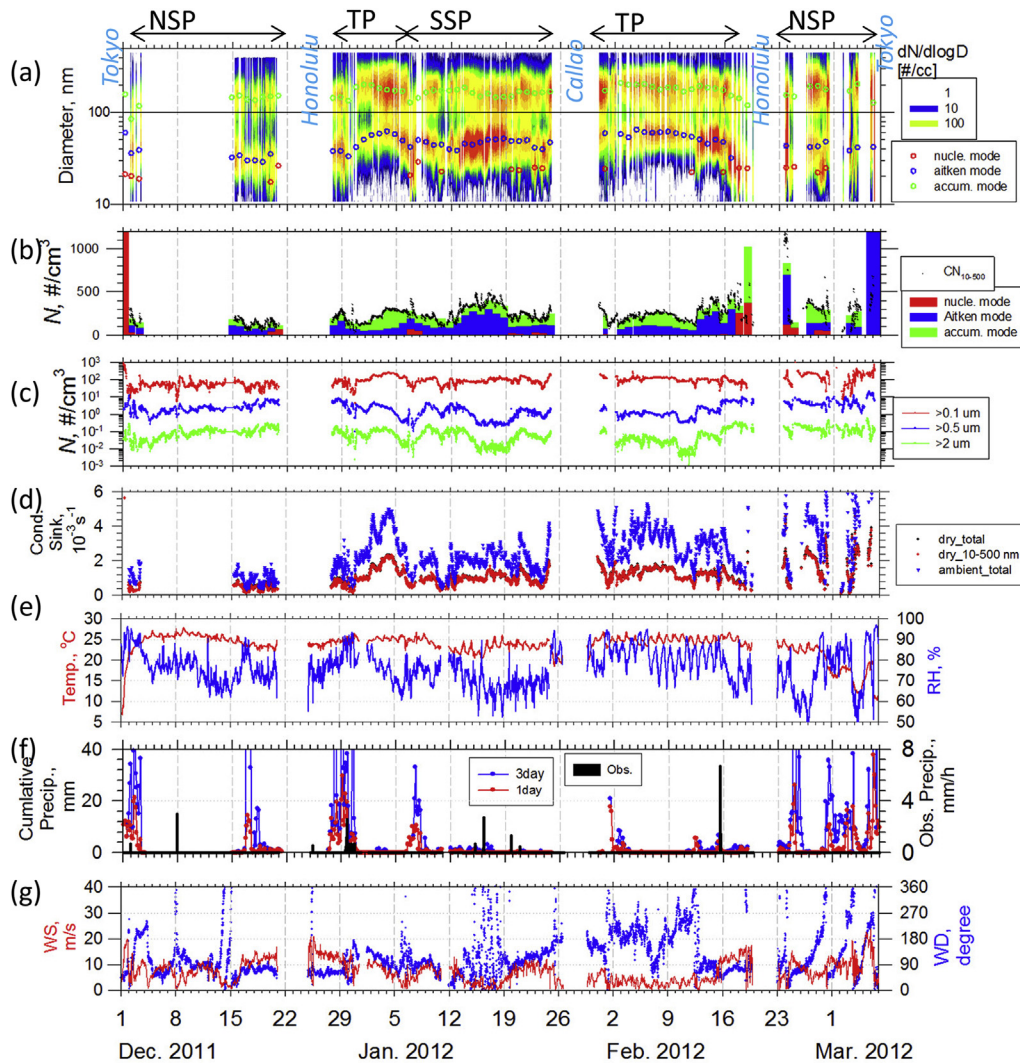 NSP TP SSP TP NSP
Tokyo Honolulu Callao Honolulu Tokyo
(a)
Diameter, nm
100
10
dN/dlogD
[#/cc]
1
10
100
nucle. mode
aitken mode
accum. mode
(b)
N, #/cm³
1000
500
0
CN10-500
nucle. mode
Aitken mode
accum. mode
(c)
N, #/cm³
10³
10²
10¹
10⁰
10⁻¹
10⁻²
10⁻³
>0.1 um
>0.5 um
>2 um
(d)
Cond. Sink, 10⁻³ s⁻¹
6
4
2
0
dry_total
dry_10-500 nm
ambient_total
(e)
Temp., °C
30
25
20
15
10
5
100
90
80
70
60
50
RH, %
(f)
Cumulative Precip., mm
40
20
0
3day
1day
Obs.
8
4
0
Obs. Precip., mm/h
(g)
WS, m/s
40
30
20
10
0
360
270
180
90
0
WD, degree
1 8 15 22 29 5 12 19 26 2 9 16 23 1
Dec. 2011 Jan. 2012 Feb. 2012 Mar. 2012